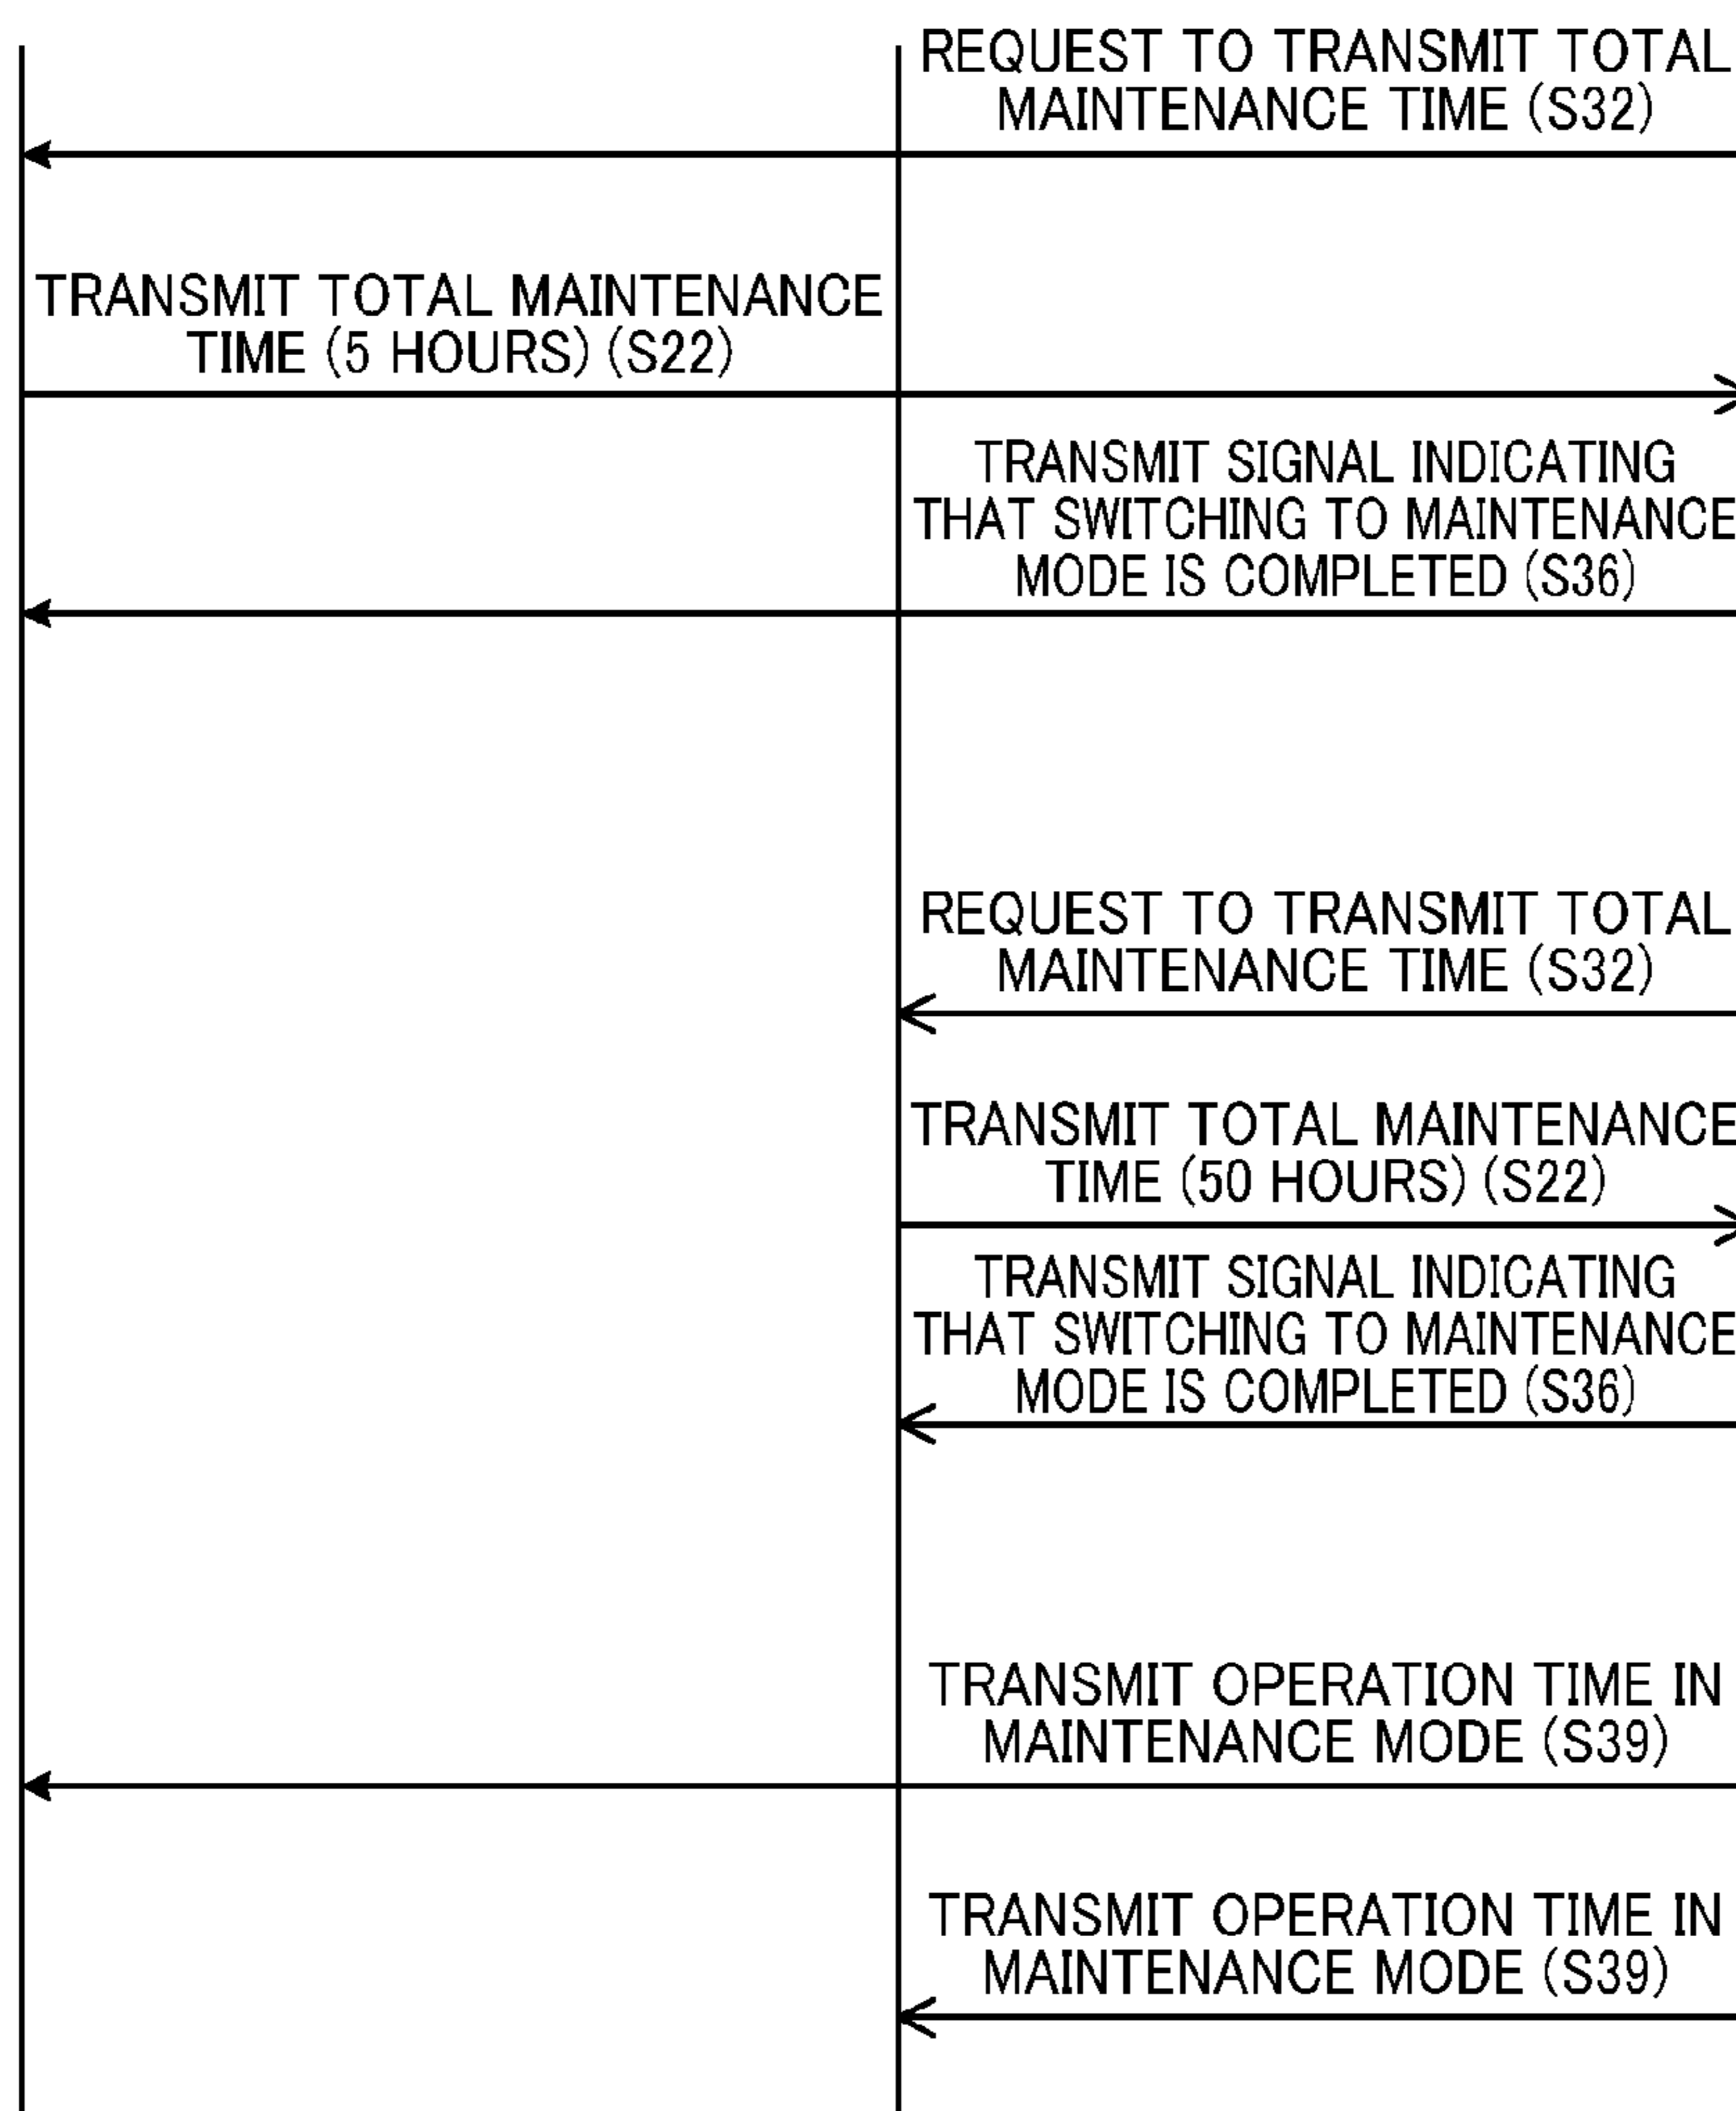 REQUEST TO TRANSMIT TOTAL
MAINTENANCE TIME (S32)
TRANSMIT TOTAL MAINTENANCE
TIME (5 HOURS) (S22)
TRANSMIT SIGNAL INDICATING
THAT SWITCHING TO MAINTENANCE
MODE IS COMPLETED (S36)
REQUEST TO TRANSMIT TOTAL
MAINTENANCE TIME (S32)
TRANSMIT TOTAL MAINTENANCE
TIME (50 HOURS) (S22)
TRANSMIT SIGNAL INDICATING
THAT SWITCHING TO MAINTENANCE
MODE IS COMPLETED (S36)
TRANSMIT OPERATION TIME IN
MAINTENANCE MODE (S39)
TRANSMIT OPERATION TIME IN
MAINTENANCE MODE (S39)